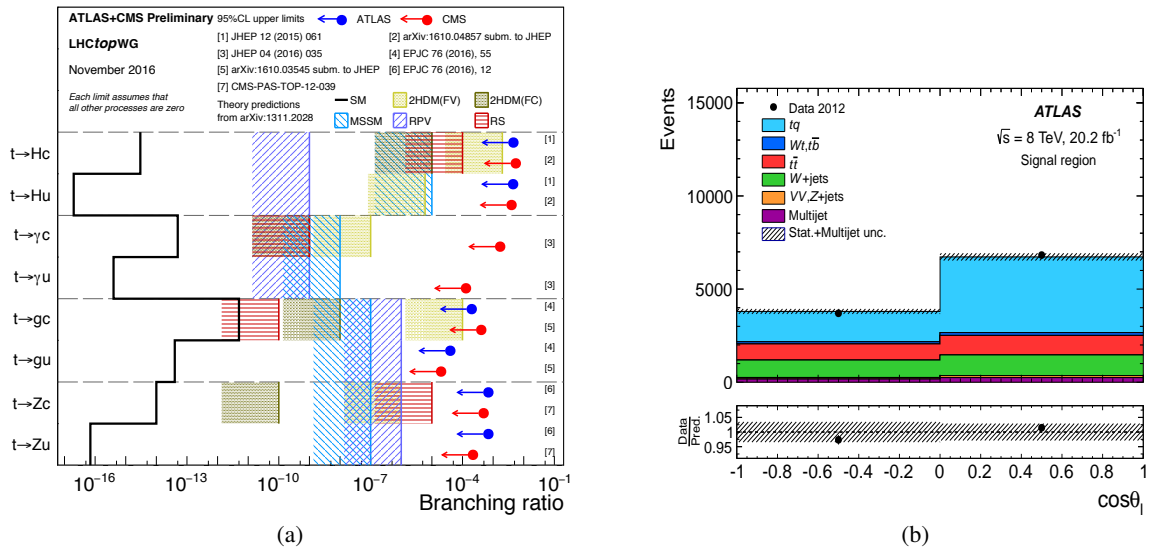 ATLAS+CMS Preliminary 95%CL upper limits ATLAS CMS
LHCtopWG
November 2016
Each limit assumes that
all other processes are zero
[1] JHEP 12 (2015) 061 [2] arXiv:1610.04857 subm. to JHEP
[3] JHEP 04 (2016) 035 [4] EPJC 76 (2016), 55
[5] arXiv:1610.03545 subm. to JHEP [6] EPJC 76 (2016), 12
[7] CMS-PAS-TOP-12-039
Theory predictions
from arXiv:1311.2028
SM 2HDM(FV) 2HDM(FC)
MSSM RPV RS
t→Hc [1]
[2]
t→Hu [1]
[2]
t→γc [3]
t→γu [3]
t→gc [4]
[5]
t→gu [4]
[5]
t→Zc [6]
[7]
t→Zu [6]
[7]
10⁻¹⁶ 10⁻¹³ 10⁻¹⁰ 10⁻⁷ 10⁻⁴ 10⁻¹
Branching ratio
(a)
Events
15000
10000
5000
0
Data 2012
tq
Wt,tb̄
tt̄
W+jets
VV,Z+jets
Multijet
Stat.+Multijet unc.
ATLAS
√s = 8 TeV, 20.2 fb⁻¹
Signal region
Data
Pred.
1.05
1
0.95
-1 -0.8 -0.6 -0.4 -0.2 0 0.2 0.4 0.6 0.8 1
cosθl
(b)